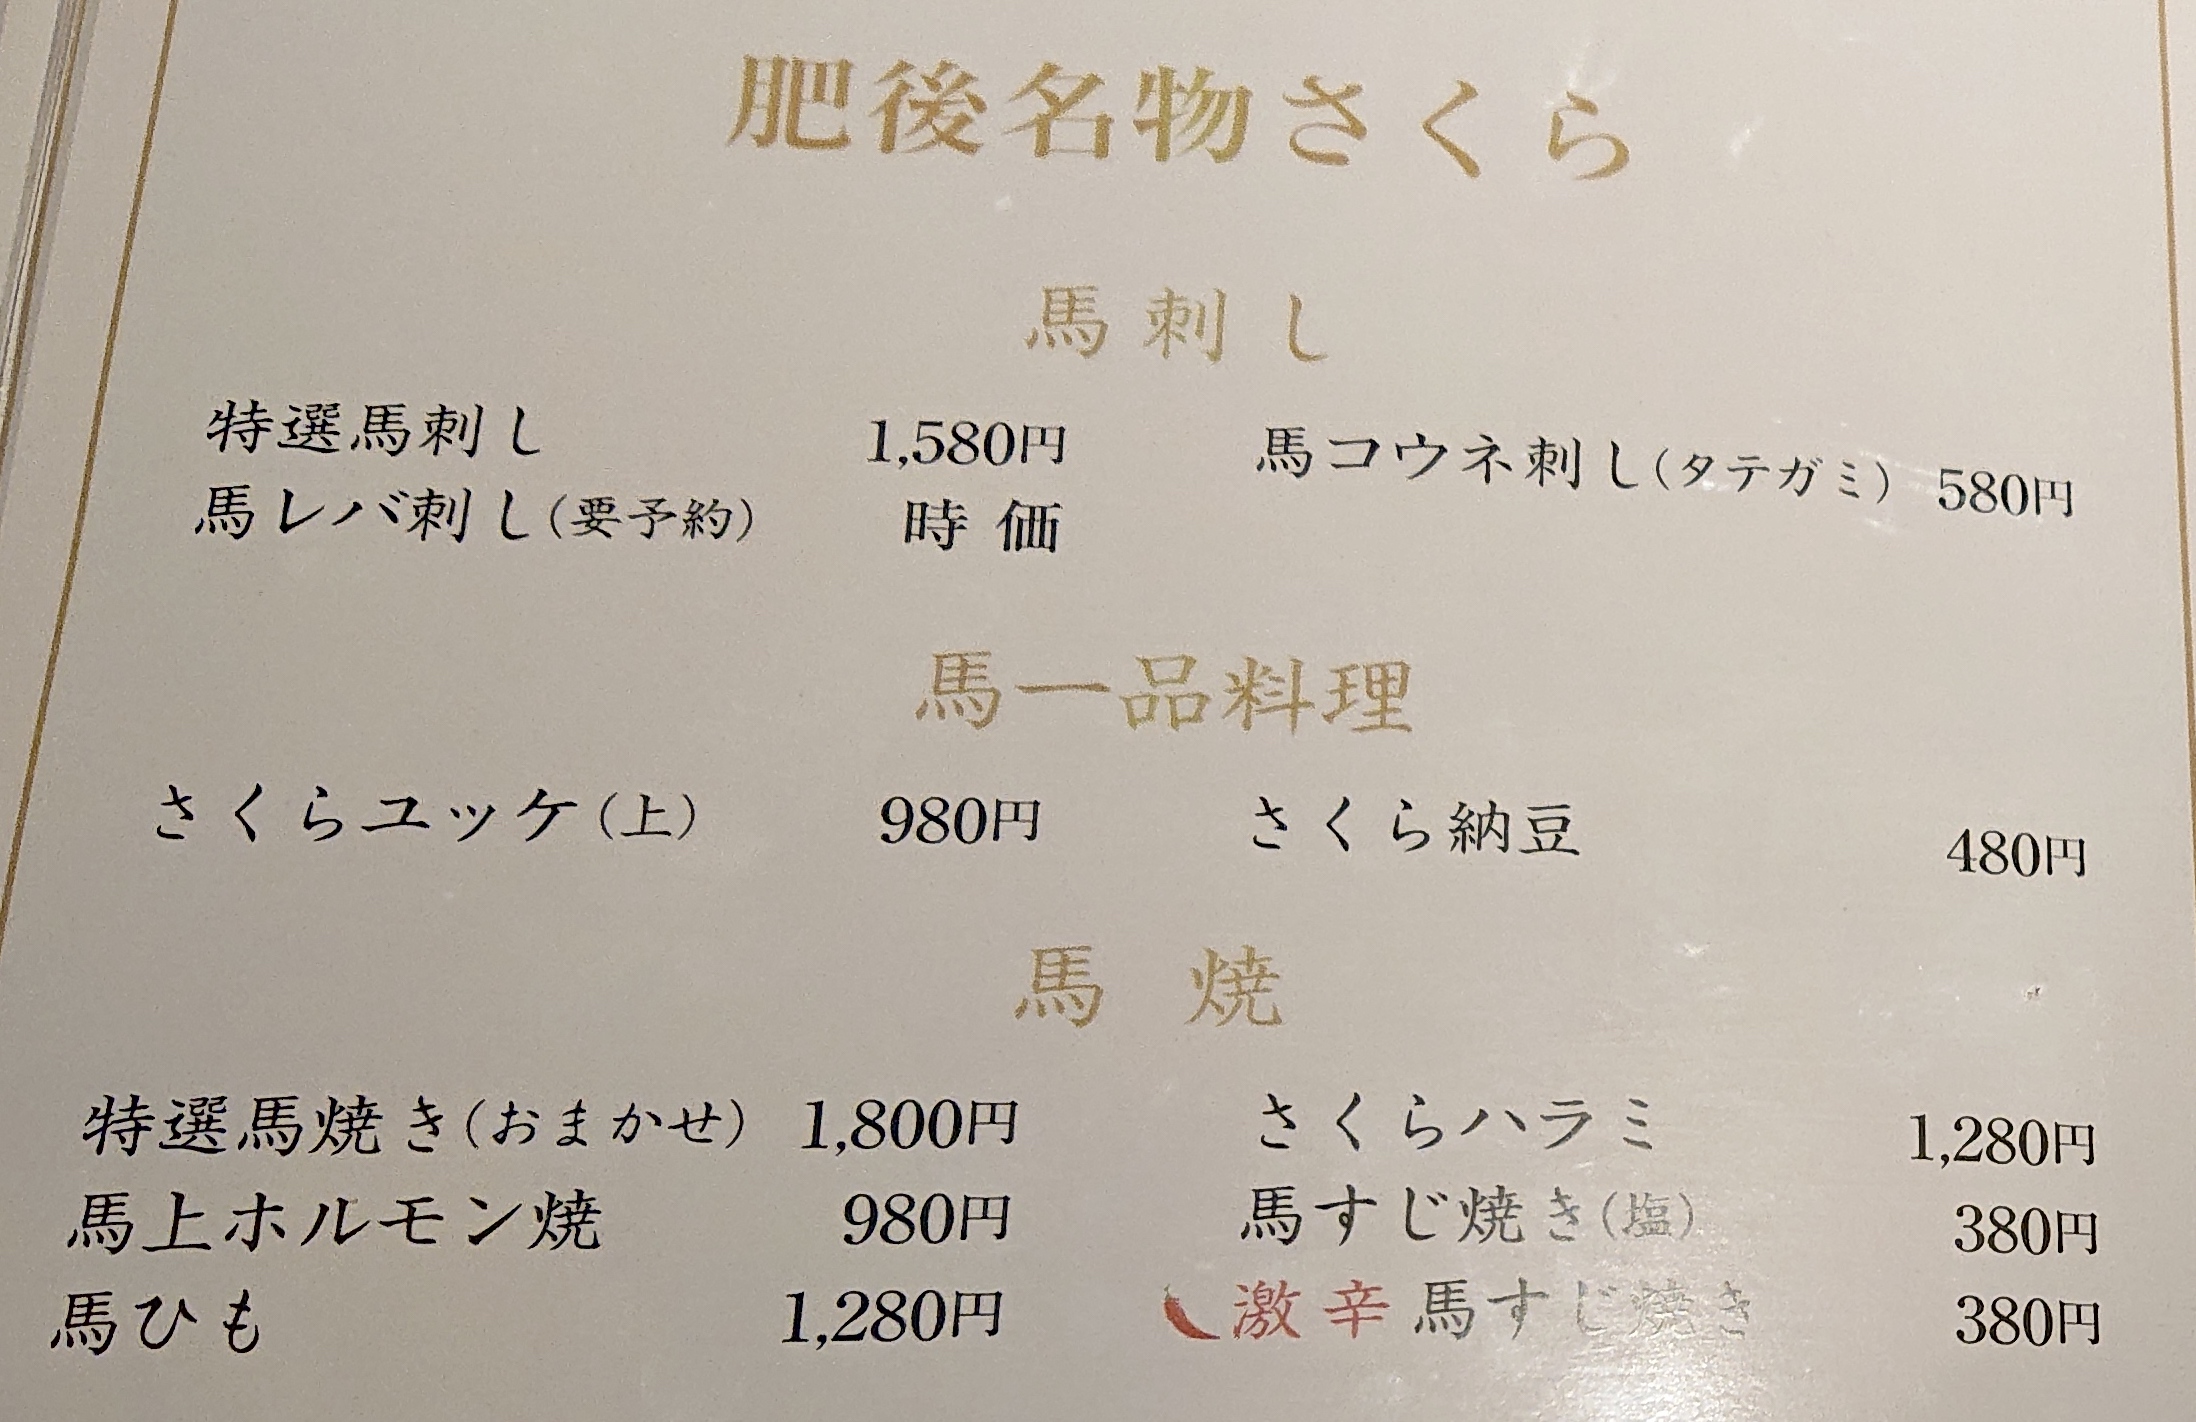 肥後名物さくら
馬刺し
特選馬刺し 1,580円
馬レバ刺し(要予約) 時価
馬コウネ刺し(タテガミ) 580円
馬一品料理
さくらユッケ(上) 980円
さくら納豆 480円
馬焼
特選馬焼き(おまかせ) 1,800円
馬上ホルモン焼 980円
馬ひも 1,280円
さくらハラミ 1,280円
馬すじ焼き(塩) 380円
激辛馬すじ焼き 380円